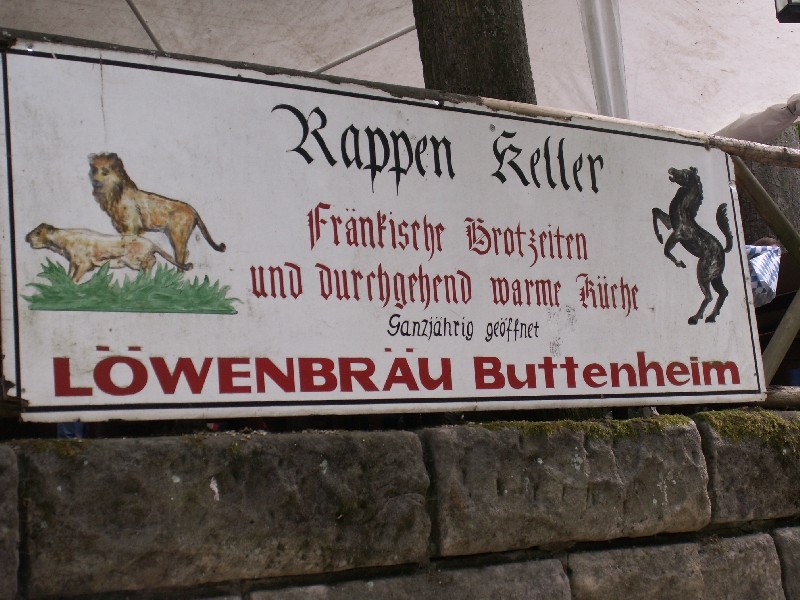 Rappen Keller
Fränkische Brotzeiten
und durchgehend warme Küche
Ganzjährig geöffnet
LÖWENBRÄU Buttenheim